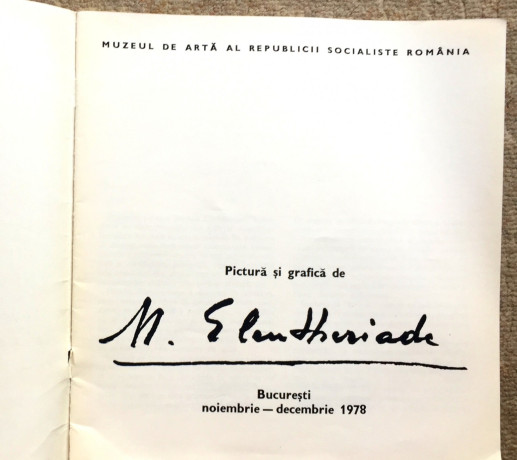 MUZEUL DE ARTĂ AL REPUBLICII SOCIALISTE ROMÂNIA
Pictură și grafică de
M. Eleutheriade
București
noiembrie — decembrie 1978